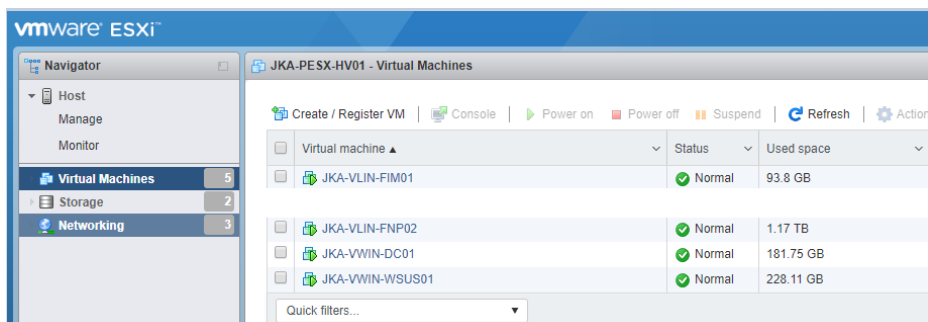 vmware ESXi™
Navigator
Host
Manage
Monitor
Virtual Machines 5
Storage 2
Networking 3
JKA-PESX-HV01 - Virtual Machines
Create / Register VM | Console | Power on Power off Suspend | Refresh | Action
Virtual machine Status Used space
JKA-VLIN-FIM01 Normal 93.8 GB
JKA-VLIN-FNP02 Normal 1.17 TB
JKA-VWIN-DC01 Normal 181.75 GB
JKA-VWIN-WSUS01 Normal 228.11 GB
Quick filters...